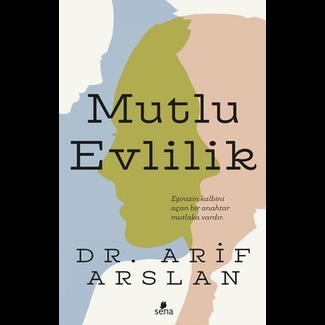 Mutlu
Evlilik
Eşinizin kalbini
açan bir anahtar
mutlaka vardır.
DR. ARİF
ARSLAN
sena